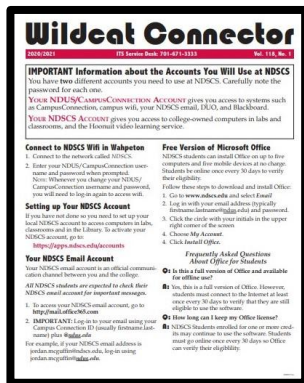 Wildcat Connector
2020/2021 ITS Service Desk: 701-671-3333 Vol. 118, No. 1
IMPORTANT Information about the Accounts You Will Use at NDSCS
You have two different accounts you need to use at NDSCS. Carefully note the
password for each one.
YOUR NDUS/CAMPUSCONNECTION ACCOUNT gives you access to systems such
as CampusConnection, campus wifi, your NDSCS email, DUO, and Blackboard.
YOUR NDSCS ACCOUNT gives you access to college-owned computers in labs and
classrooms, and the Hoonuit video learning service.
Connect to NDSCS Wifi in Wahpeton
1. Connect to the network called NDSCS.
2. Enter your NDUS/CampusConnection user-
name and password when prompted.
Note: Whenever you change your NDUS/
CampusConnection username and password,
you will need to log-in again to access wifi.
Setting up Your NDSCS Account
If you have not done so you need to set up your
local NDSCS account to access computers in labs,
classrooms and in the Library. To activate your
NDSCS account, go to:
https://apps.ndscs.edu/accounts
Your NDSCS Email Account
Your NDSCS email account is an official communi-
cation channel between you and the college.
All NDSCS students are expected to check their
NDSCS email account for important messages.
1. To access your NDSCS email account, go to
http://mail.office365.com
2. IMPORTANT: Log-in to your email using your
Campus Connection ID (usually firstname.last-
name) plus @ndus.edu
For example, if your NDSCS email address is
jordan.mcguffin@ndscs.edu, log-in using
jordan.mcguffin@ndus.edu.
Free Version of Microsoft Office
NDSCS students can install Office on up to five
computers and five mobile devices at no charge.
Students be online once every 30 days to verify
their eligibility.
Follow these steps to download and install Office:
1. Go to www.ndscs.edu and select Email
2. Log in with your email address (typically
firstname.lastname@ndus.edu) and password.
3. Click the circle with your initials in the upper
right corner of the screen
4. Choose My Account.
4. Click Install Office.
Frequently Asked Questions
About Office for Students
Q: Is this a full version of Office and available
for offline use?
A: Yes, this is a full version of Office. However,
students must connect to the Internet at least
once every 30 days to verify that they are still
eligible to use the software.
Q: How long can I keep my Office license?
A: NDSCS Students enrolled for one or more cred-
its may continue to use the software. Students
must go online once every 30 days so Office
can verify their eligibility.